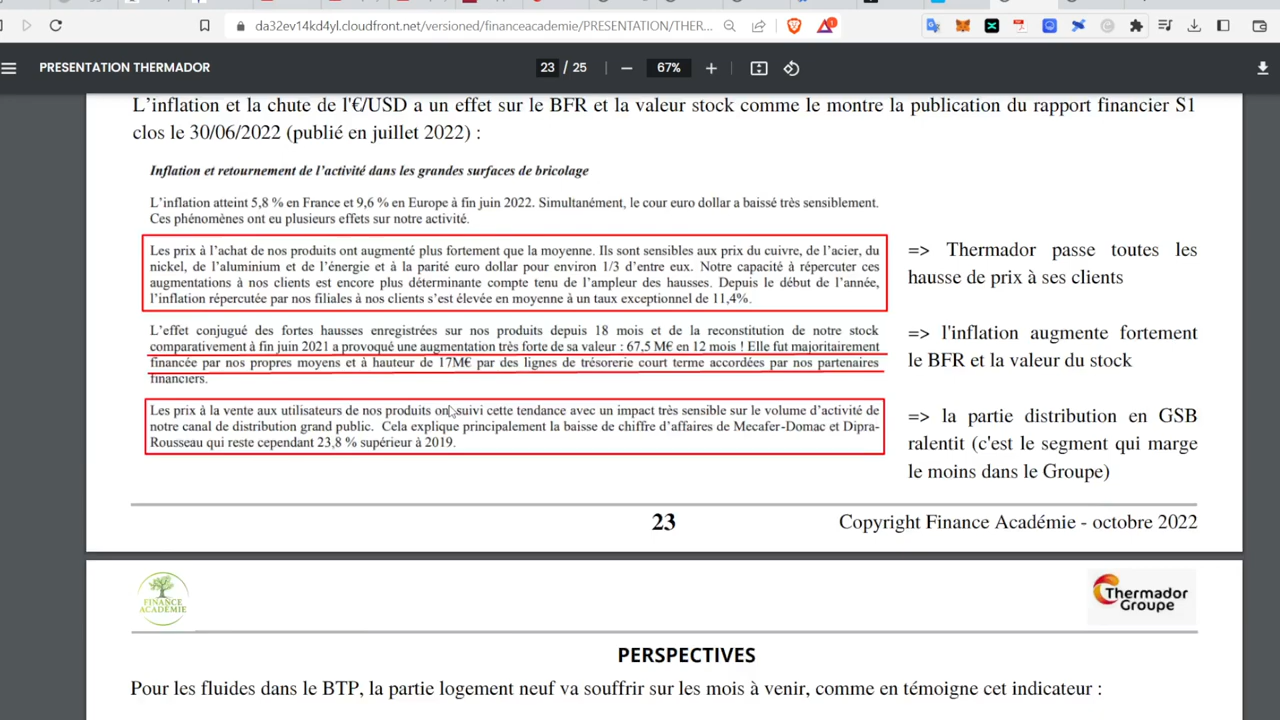 da32ev14kd4yl.cloudfront.net/versioned/financeacademie/PRESENTATION/THER...
PRESENTATION THERMADOR
23 / 25
67%
L'inflation et la chute de l'€/USD a un effet sur le BFR et la valeur stock comme le montre la publication du rapport financier S1
clos le 30/06/2022 (publié en juillet 2022) :
Inflation et retournement de l'activité dans les grandes surfaces de bricolage
L'inflation atteint 5,8 % en France et 9,6 % en Europe à fin juin 2022. Simultanément, le cour euro dollar a baissé très sensiblement.
Ces phénomènes ont eu plusieurs effets sur notre activité.
Les prix à l'achat de nos produits ont augmenté plus fortement que la moyenne. Ils sont sensibles aux prix du cuivre, de l'acier, du
nickel, de l'aluminium et de l'énergie et à la parité euro dollar pour environ 1/3 d'entre eux. Notre capacité à répercuter ces
augmentations à nos clients est encore plus déterminante compte tenu de l'ampleur des hausses. Depuis le début de l'année,
l'inflation répercutée par nos filiales à nos clients s'est élevée en moyenne à un taux exceptionnel de 11,4%.
=> Thermador passe toutes les
hausse de prix à ses clients
L'effet conjugué des fortes hausses enregistrées sur nos produits depuis 18 mois et de la reconstitution de notre stock
comparativement à fin juin 2021 a provoqué une augmentation très forte de sa valeur : 67,5 M€ en 12 mois ! Elle fut majoritairement
financée par nos propres moyens et à hauteur de 17M€ par des lignes de trésorerie court terme accordées par nos partenaires
financiers.
=> l'inflation augmente fortement
le BFR et la valeur du stock
Les prix à la vente aux utilisateurs de nos produits ont suivi cette tendance avec un impact très sensible sur le volume d'activité de
notre canal de distribution grand public. Cela explique principalement la baisse de chiffre d'affaires de Mecafer-Domac et Dipra-
Rousseau qui reste cependant 23,8 % supérieur à 2019.
=> la partie distribution en GSB
ralentit (c'est le segment qui marge
le moins dans le Groupe)
23
Copyright Finance Académie - octobre 2022
FINANCE
ACADÉMIE
Thermador
Groupe
PERSPECTIVES
Pour les fluides dans le BTP, la partie logement neuf va souffrir sur les mois à venir, comme en témoigne cet indicateur :